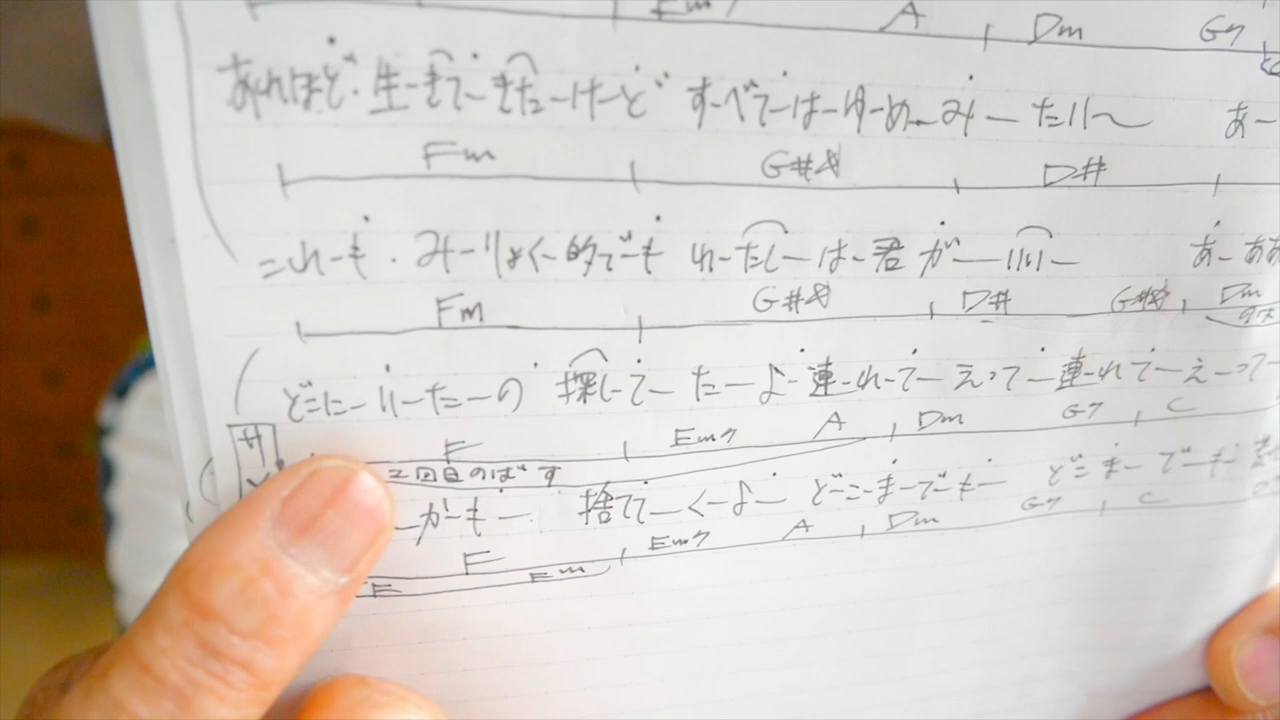 Em7 A Dm G7
あれほど・生ーきてーきたーけーど すーべてーはーゆーめーみーたい〜 あー
Fm G# D#
これーも・みーりょくー的でーも わーたしーはー君がーいいー あーああ
Fm G# D# G# Dm
どこにーいーたーの 探してーたーよー連ーれーてーえってー連れてーえーって
F Em7 A Dm G7 C
サ
2回目のばす
ーがーもー 捨ててーくーよー どーこーまーでーもー どこまーでーも
F Em7 A Dm G7 C
E Em